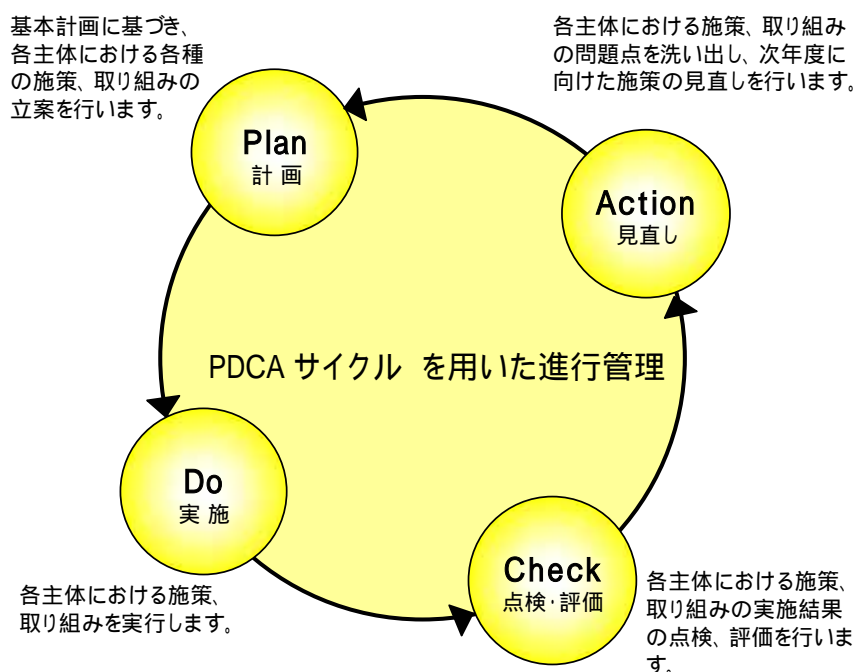 基本計画に基づき、
各主体における各種
の施策、取り組みの
立案を行います。
各主体における施策、取り組み
の問題点を洗い出し、次年度に
向けた施策の見直しを行います。
Plan
計 画
Action
見直し
PDCA サイクル を用いた進行管理
Do
実 施
Check
点検・評価
各主体における施策、
取り組みを実行します。
各主体における施策、
取り組みの実施結果
の点検、評価を行いま
す。